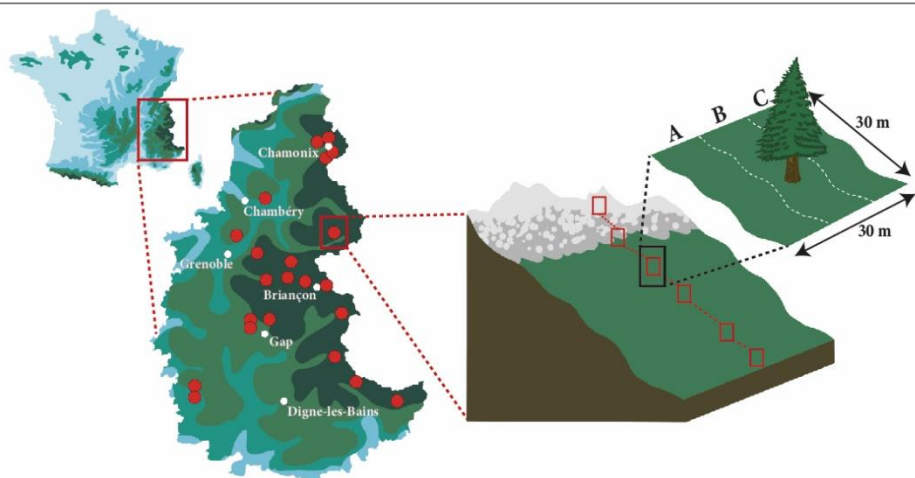 Chamonix
Chambéry
Grenoble
Briançon
Gap
Digne-les-Bains
A
B
C
30 m
30 m